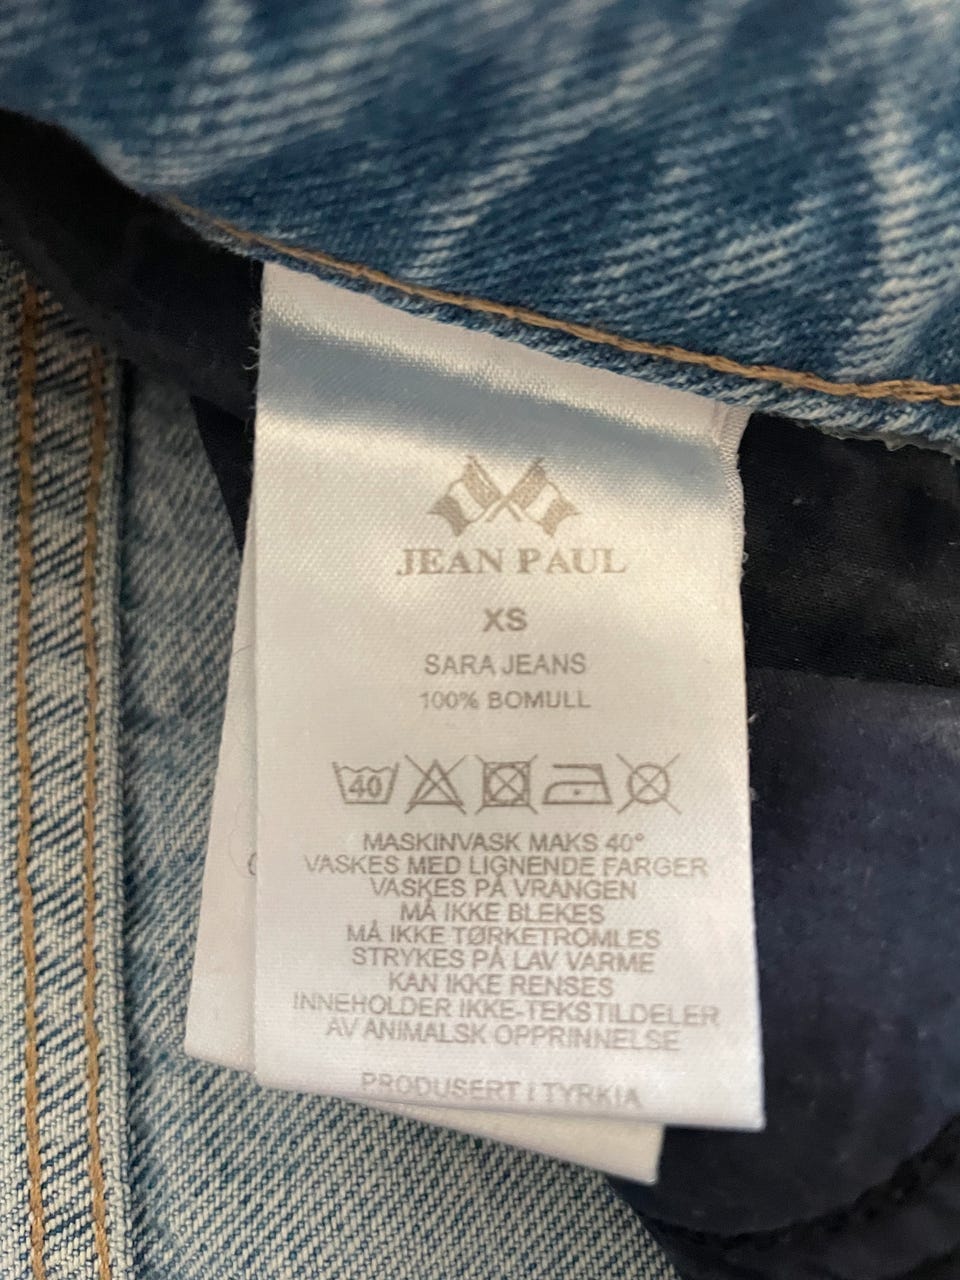 JEAN PAUL
XS
SARA JEANS
100% BOMULL
40
MASKINVASK MAKS 40°
VASKES MED LIGNENDE FARGER
VASKES PÅ VRANGEN
MÅ IKKE BLEKES
MÅ IKKE TØRKETROMLES
STRYKES PÅ LAV VARME
KAN IKKE RENSES
INNEHOLDER IKKE-TEKSTILDELER
AV ANIMALSK OPPRINNELSE
PRODUSERT I TYRKIA